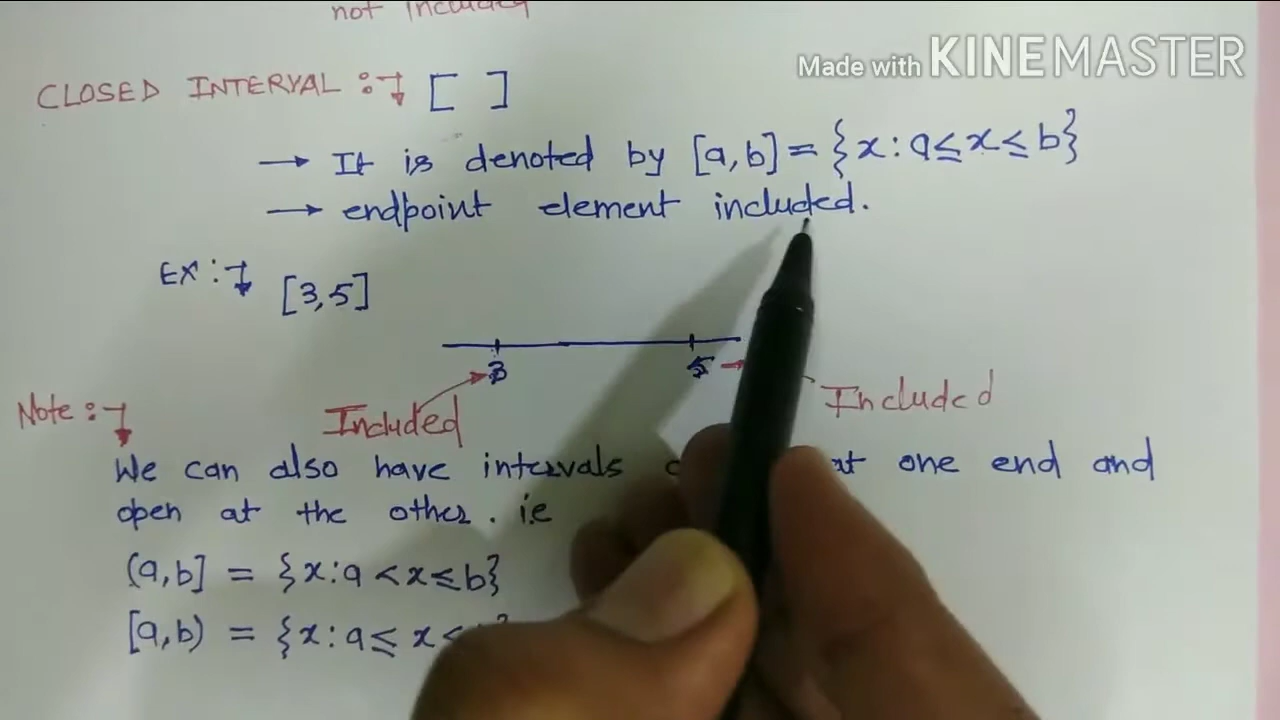 not included
Made with KINEMASTER
CLOSED INTERVAL :→ [ ]
→ It is denoted by [a,b] = {x : a ≤ x ≤ b}
→ endpoint element included.
Ex :→ [3,5]
3 5 →
Included Included
Note :→
We can also have intervals at one end and
open at the other . i.e
(a,b] = {x : a < x ≤ b}
[a,b) = {x : a ≤ x <